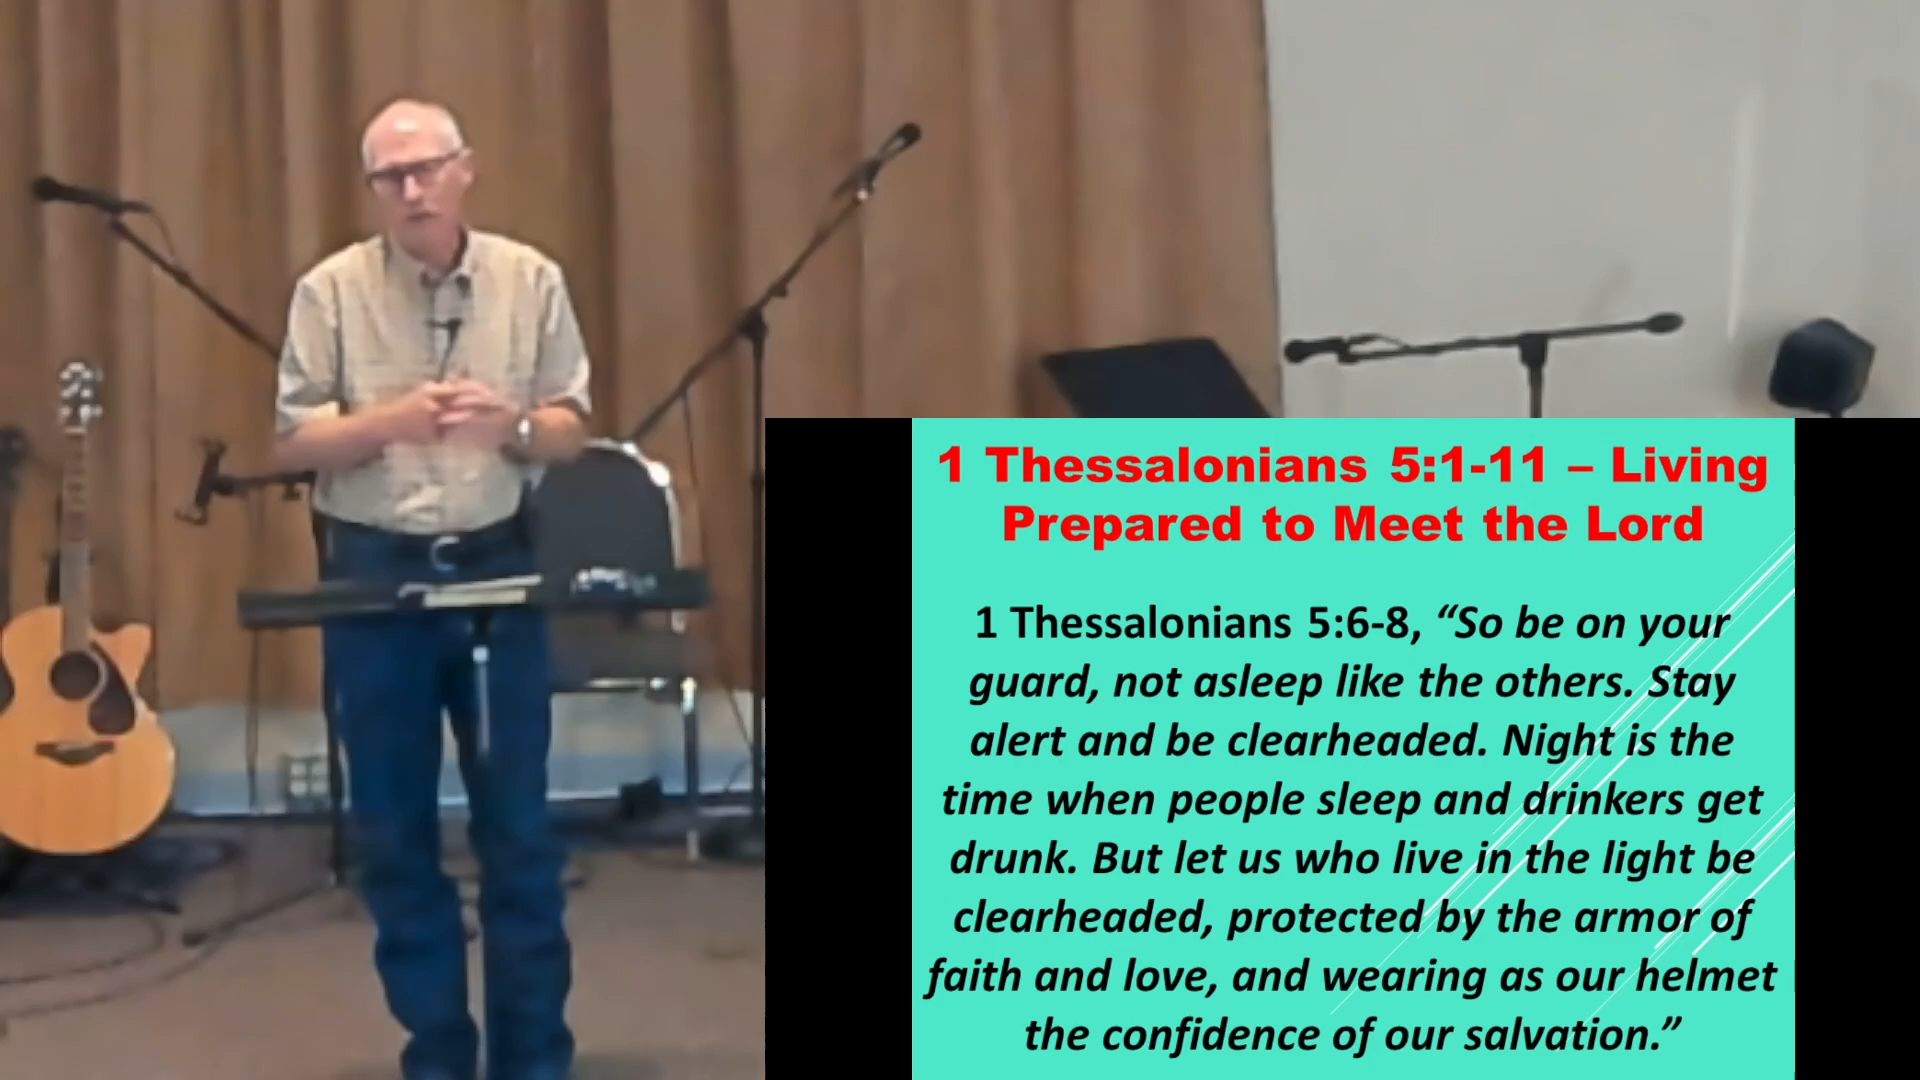 1 Thessalonians 5:1-11 – Living
Prepared to Meet the Lord
1 Thessalonians 5:6-8, “So be on your
guard, not asleep like the others. Stay
alert and be clearheaded. Night is the
time when people sleep and drinkers get
drunk. But let us who live in the light be
clearheaded, protected by the armor of
faith and love, and wearing as our helmet
the confidence of our salvation.”